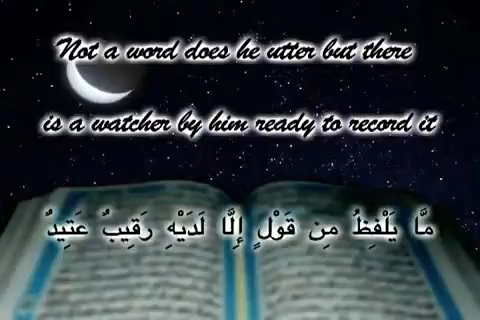 Not a word does he utter but there
is a watcher by him ready to record it
مَّا يَلْفِظُ مِن قَوْلٍ إِلَّا لَدَيْهِ رَقِيبٌ عَتِيدٌ